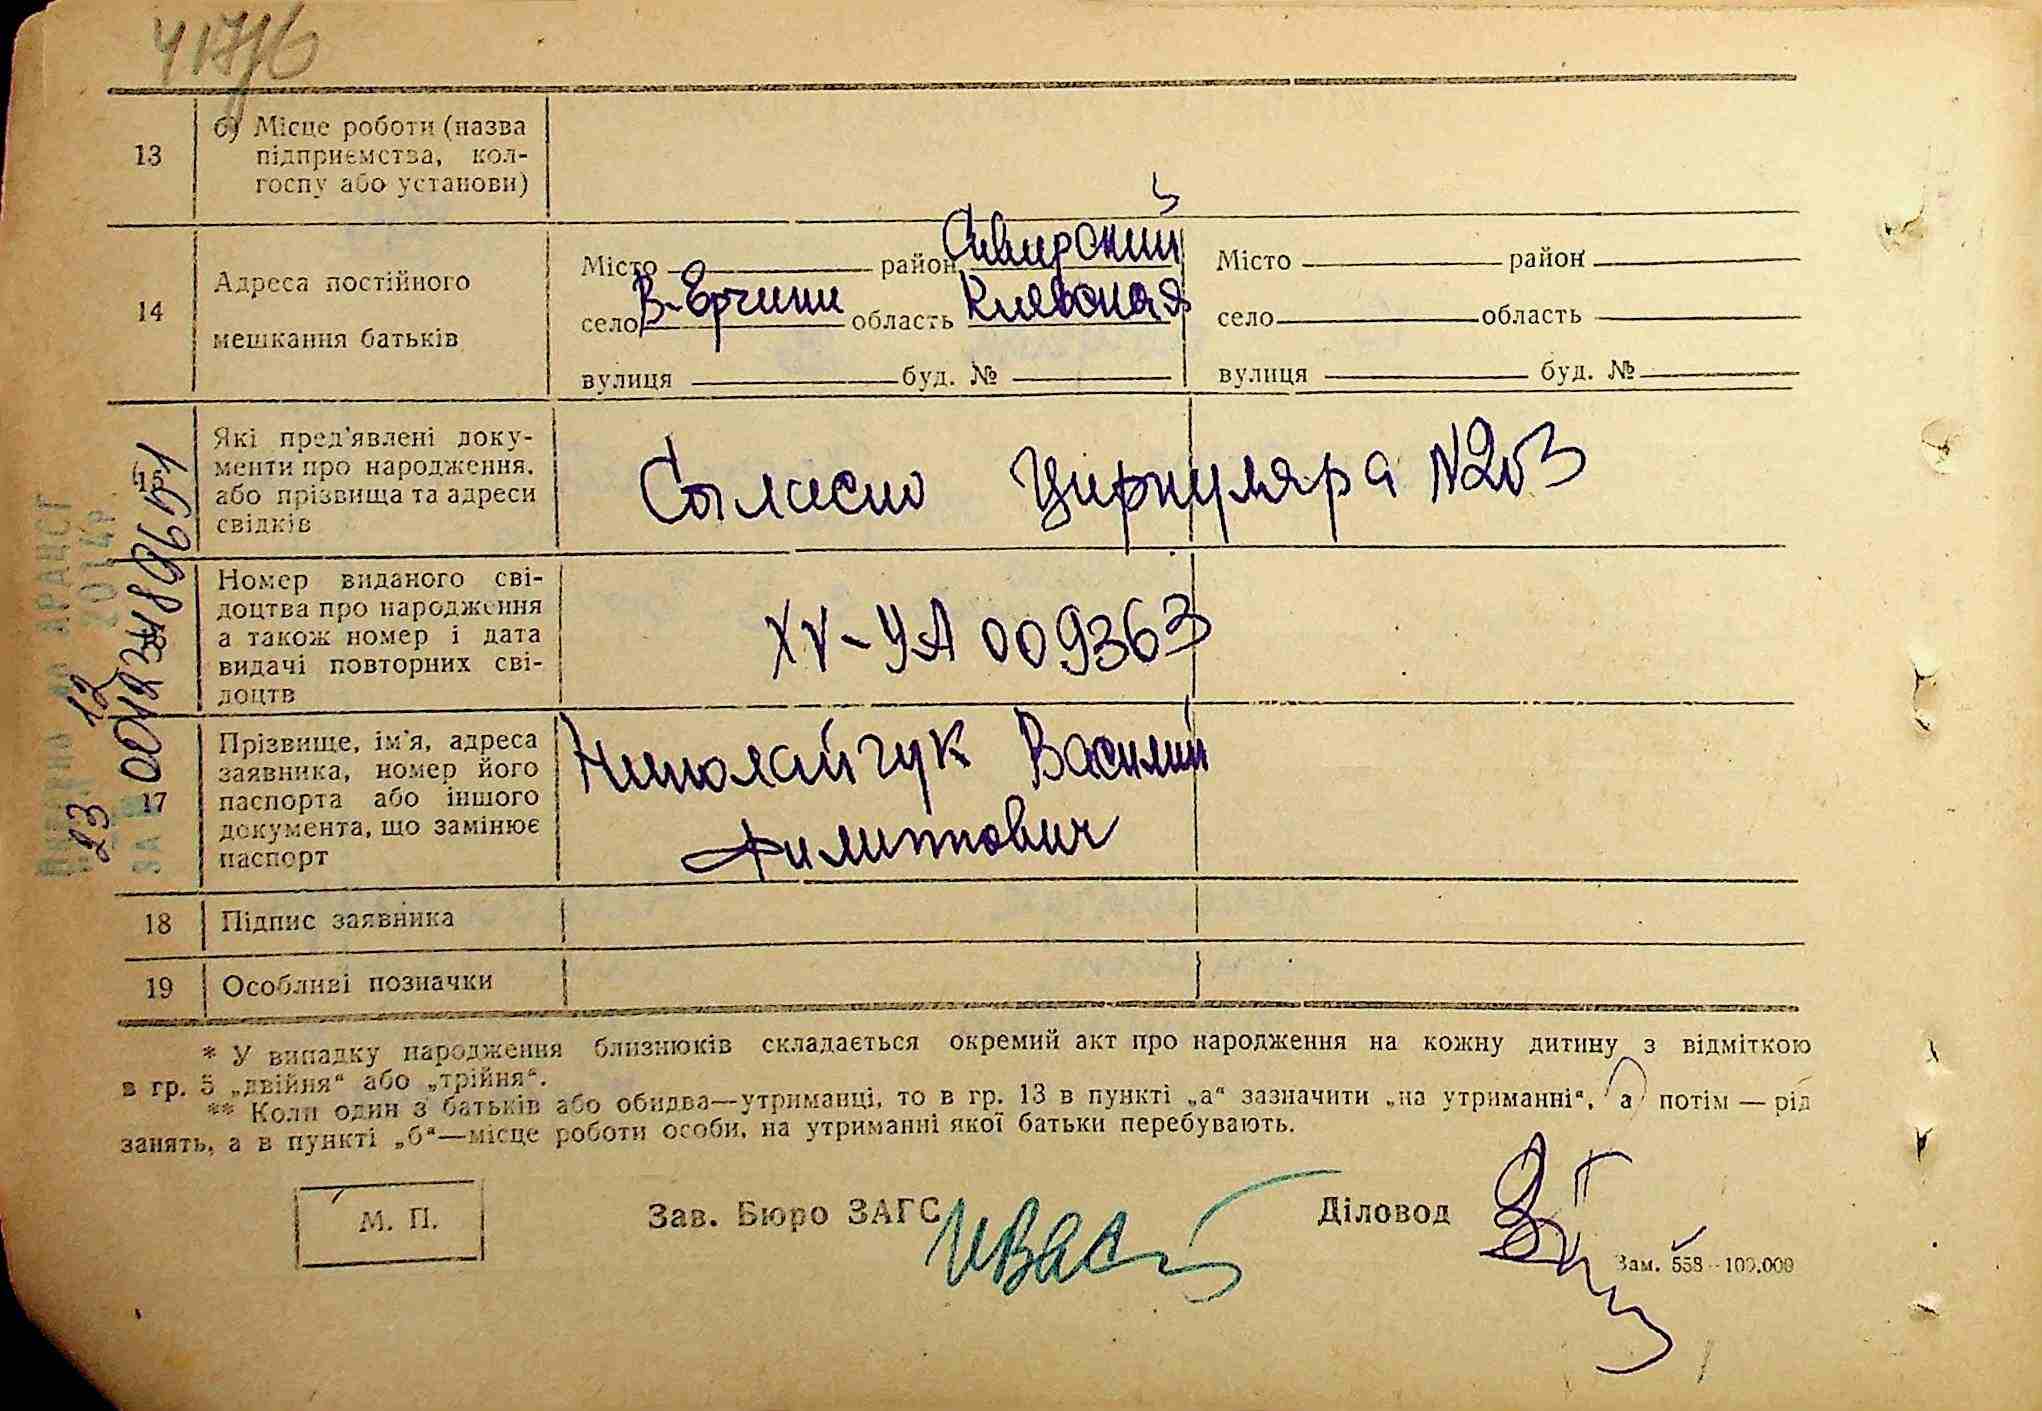 417/6
13
б) Місце роботи (назва
підприємства, кол-
госпу або установи)
14
Адреса постійного
мешкання батьків
Місто район Сквирский
село В-Ерчики область Киевская
вулиця буд. №
Місто район
село область
вулиця буд. №
15
Які пред'явлені доку-
менти про народження,
або прізвища та адреси
свідків
Согласно Циркуляра N203
Номер виданого сві-
доцтва про народження
а також номер і дата
видачі повторних сві-
доцтв
XV-УА 009363
17
Прізвище, ім'я, адреса
заявника, номер його
паспорта або іншого
документа, що замінює
паспорт
Николайчук Василий
Филиппович
18
Підпис заявника
19
Особливі позначки
* У випадку народження близнюків складається окремий акт про народження на кожну дитину з відміткою
в гр. 5 „двійня“ або „трійня“.
** Коли один з батьків або обидва—утриманці, то в гр. 13 в пункті „а“ зазначити „на утриманні“, а потім — рід
занять, а в пункті „б“—місце роботи особи, на утриманні якої батьки перебувають.
М. П.
Зав. Бюро ЗАГС
Діловод
Зам. 558—100.000